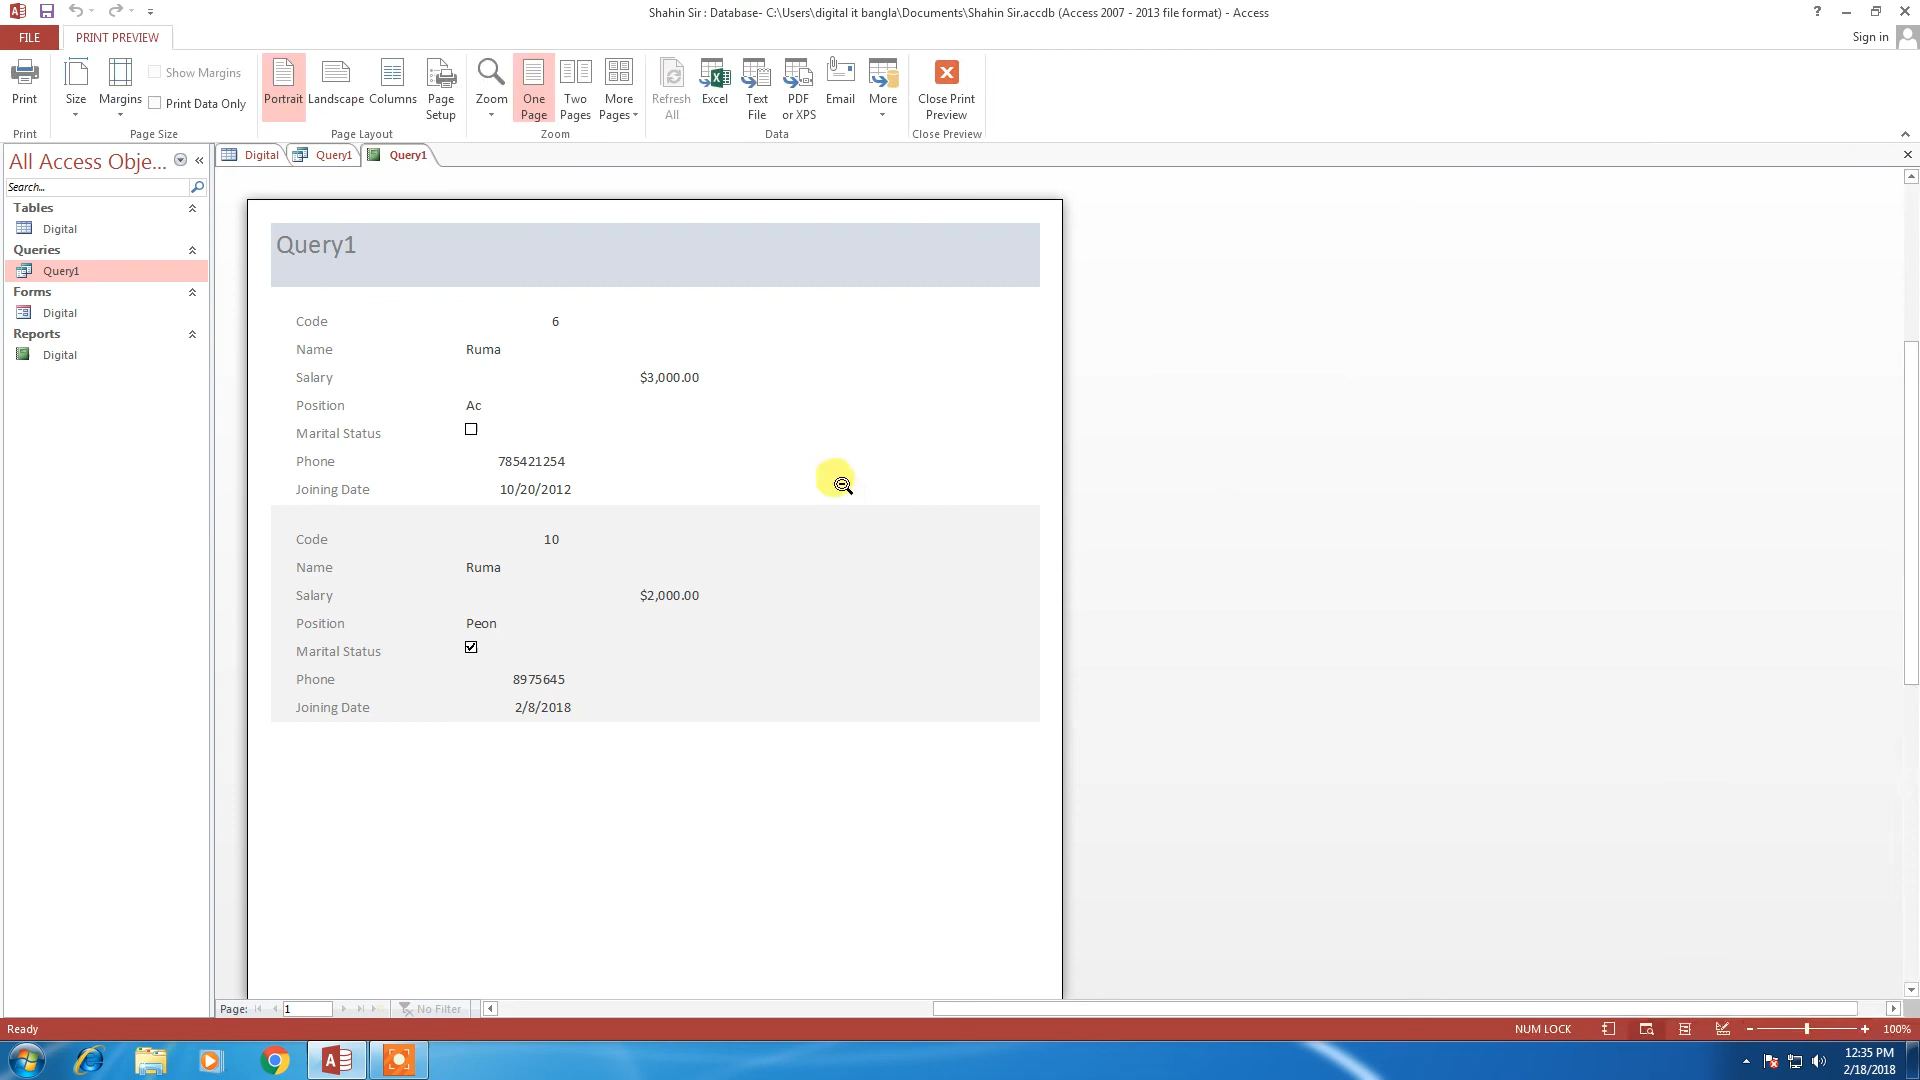 Shahin Sir : Database- C:\Users\digital it bangla\Documents\Shahin Sir.accdb (Access 2007 - 2013 file format) - Access
FILE
PRINT PREVIEW
Sign in
Print
Size
Margins
Show Margins
Print Data Only
Portrait
Landscape
Columns
Page Setup
Zoom
One Page
Two Pages
More Pages
Refresh All
Excel
Text File
PDF or XPS
Email
More
Close Print Preview
Print
Page Size
Page Layout
Zoom
Data
Close Preview
All Access Obje...
Search...
Tables
Digital
Queries
Query1
Forms
Digital
Reports
Digital
Digital
Query1
Query1
Query1
Code 6
Name Ruma
Salary $3,000.00
Position Ac
Marital Status
Phone 785421254
Joining Date 10/20/2012
Code 10
Name Ruma
Salary $2,000.00
Position Peon
Marital Status
Phone 8975645
Joining Date 2/8/2018
Page: 1
No Filter
Ready
NUM LOCK
100%
12:35 PM
2/18/2018